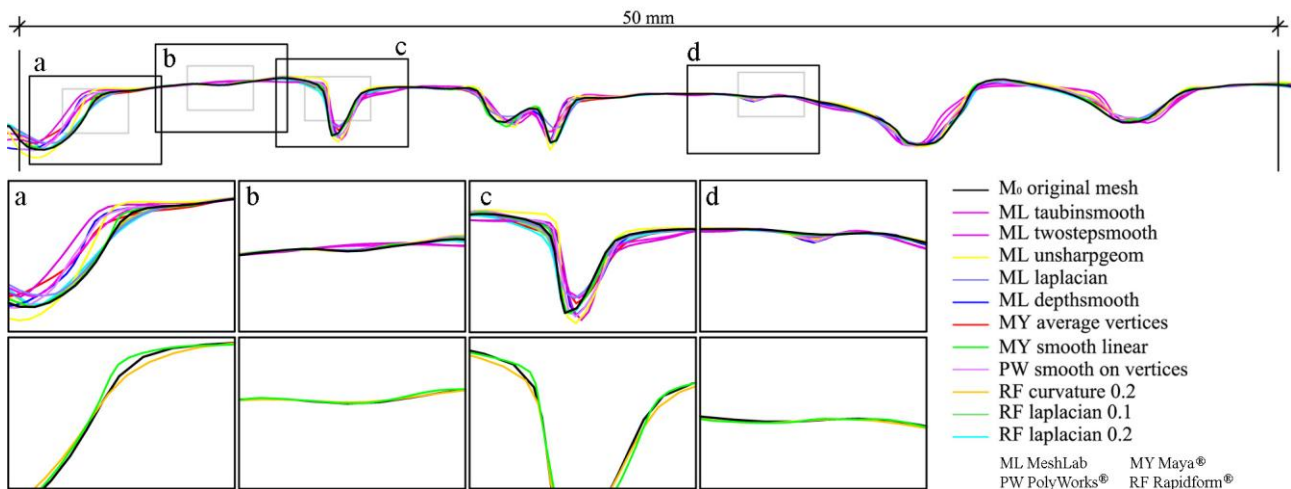 50 mm
a
b
c
d
a
b
c
d
M₀ original mesh
ML taubinsmooth
ML twostepsmooth
ML unsharpgeom
ML laplacian
ML depthsmooth
MY average vertices
MY smooth linear
PW smooth on vertices
RF curvature 0.2
RF laplacian 0.1
RF laplacian 0.2
ML MeshLab MY Maya®
PW PolyWorks® RF Rapidform®